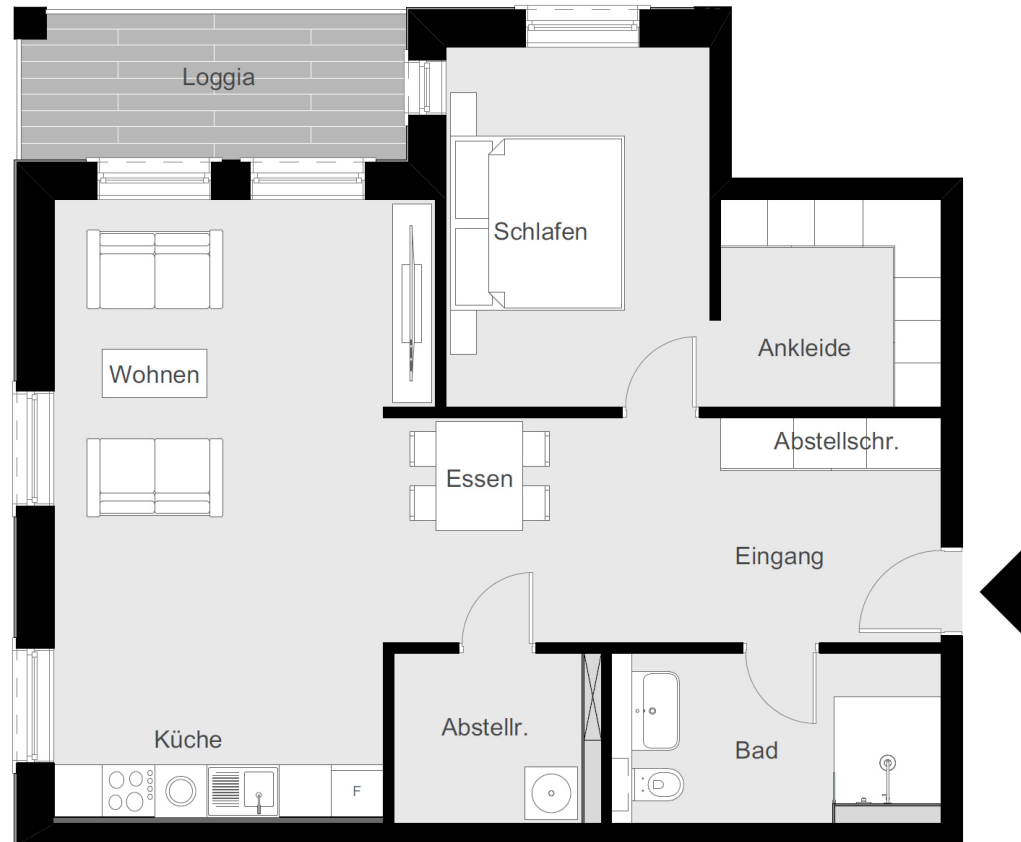 Loggia
Schlafen
Ankleide
Wohnen
Abstellschr.
Essen
Eingang
Abstellr.
Küche
Bad
F